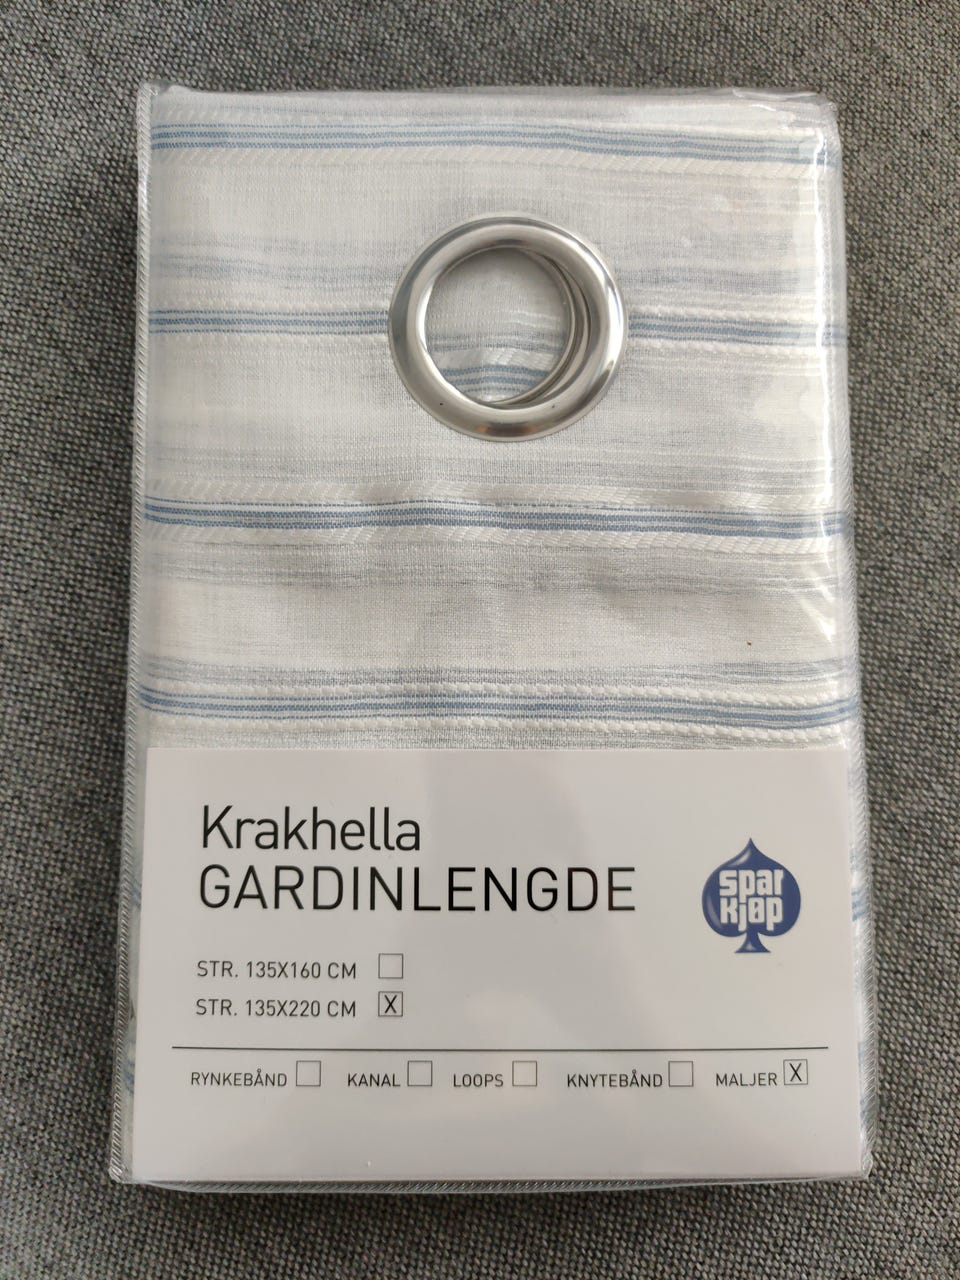 Krakhella
GARDINLENGDE
spar
kjøp
STR. 135X160 CM
STR. 135X220 CM X
RYNKEBÅND KANAL LOOPS KNYTEBÅND MALJER X